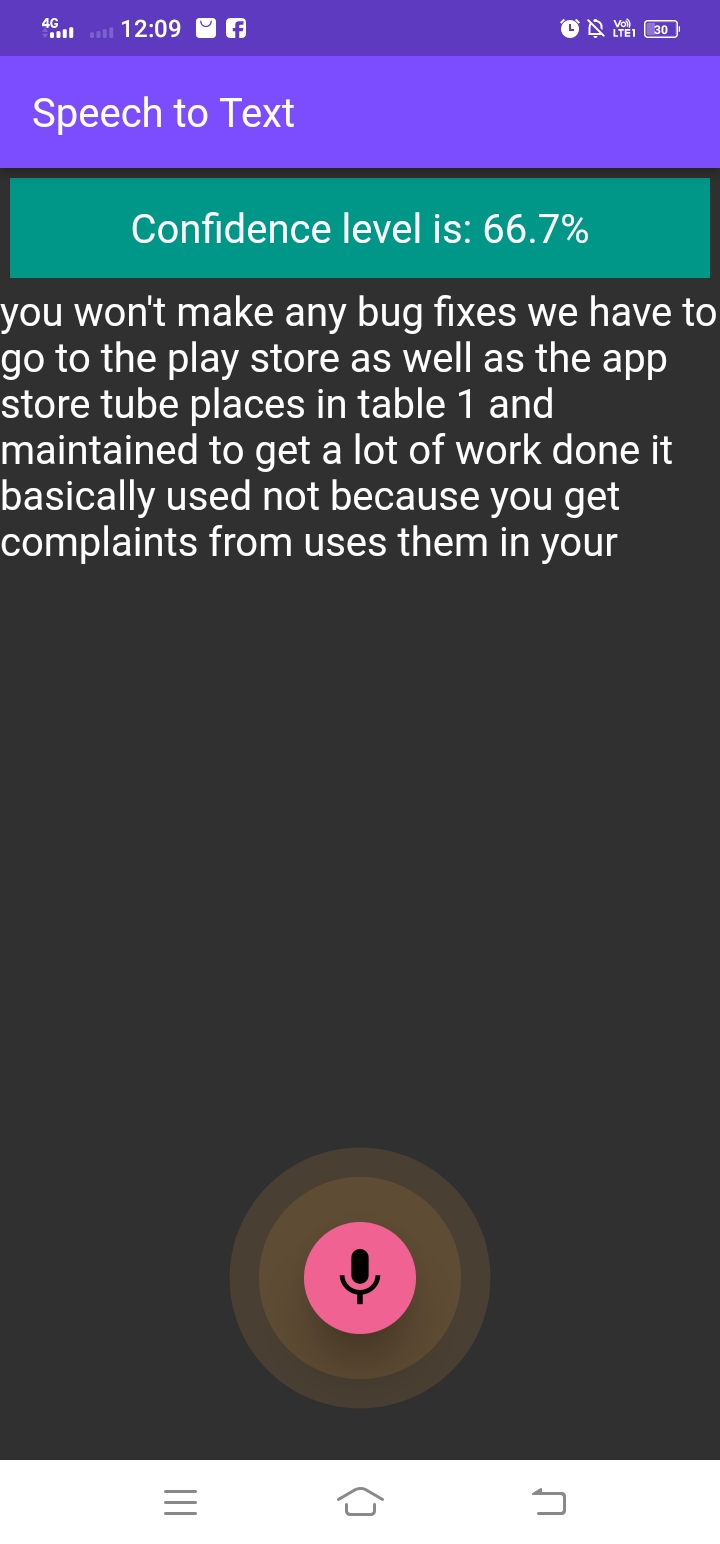 4G 12:09 Vo) LTE1 30
Speech to Text
Confidence level is: 66.7%
you won't make any bug fixes we have to
go to the play store as well as the app
store tube places in table 1 and
maintained to get a lot of work done it
basically used not because you get
complaints from uses them in your